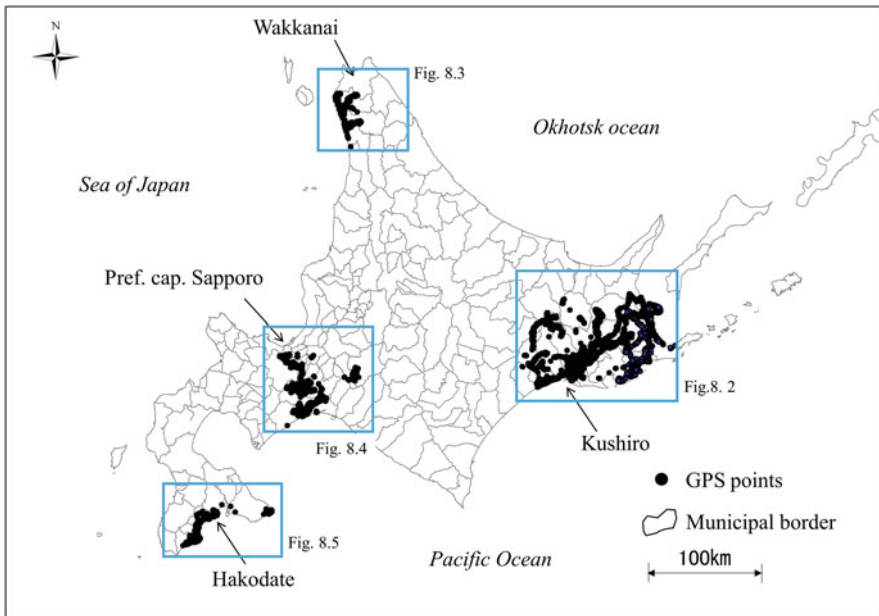 Wakkanai
N
Fig. 8.3
Okhotsk ocean
Sea of Japan
Pref. cap. Sapporo
Fig.8. 2
Kushiro
Fig. 8.4
GPS points
Municipal border
Fig. 8.5
Pacific Ocean
100km
Hakodate